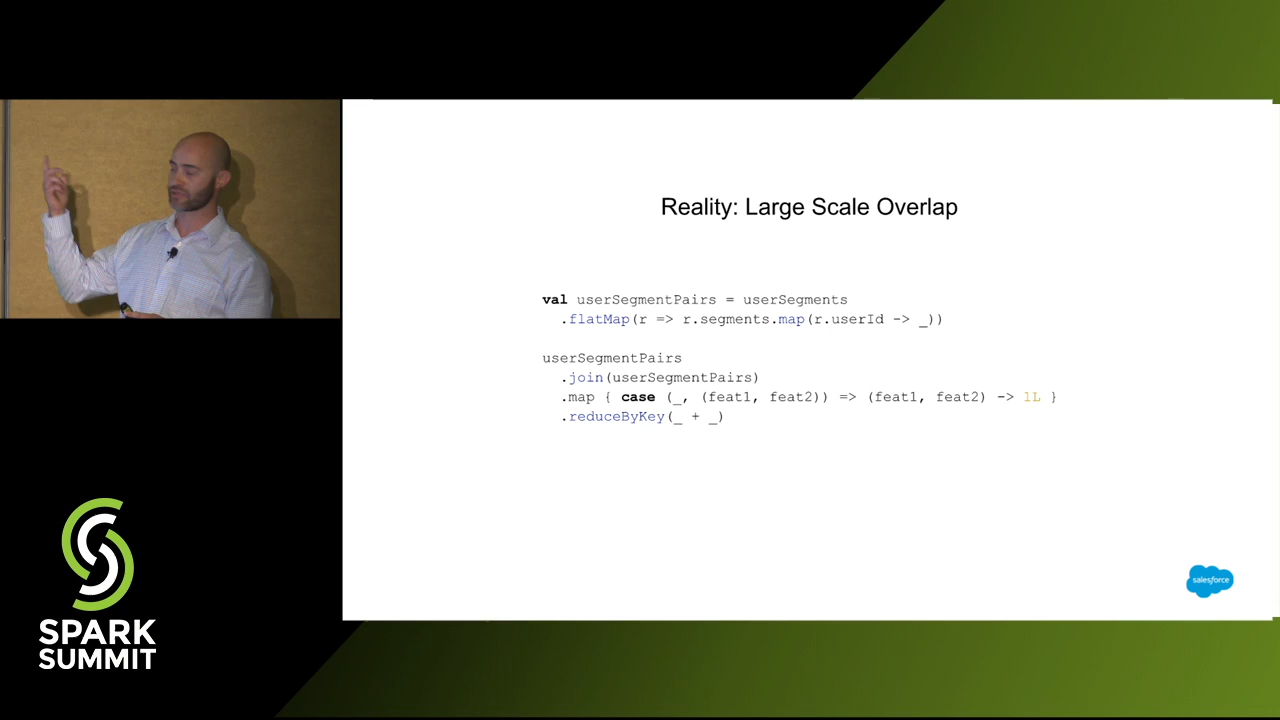 Reality: Large Scale Overlap
val userSegmentPairs = userSegments
.flatMap(r => r.segments.map(r.userId -> _))
userSegmentPairs
.join(userSegmentPairs)
.map { case (_, (feat1, feat2)) => (feat1, feat2) -> 1L }
.reduceByKey(_ + _)
salesforce
SPARK
SUMMIT